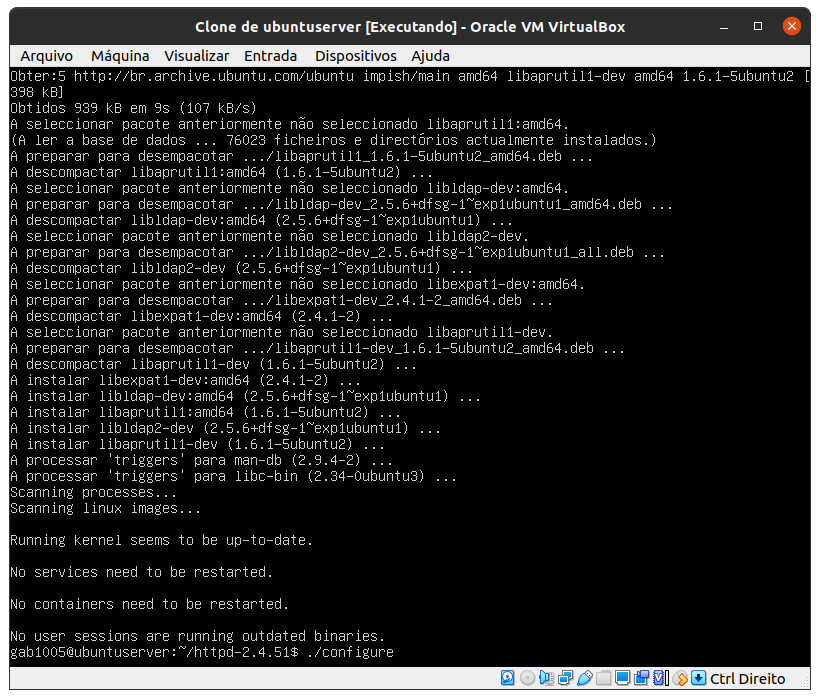 Clone de ubuntuserver [Executando] - Oracle VM VirtualBox
Arquivo Máquina Visualizar Entrada Dispositivos Ajuda
Obter:5 http://br.archive.ubuntu.com/ubuntu impish/main amd64 libaprutil1-dev amd64 1.6.1-5ubuntu2 [
398 kB]
Obtidos 939 kB em 9s (107 kB/s)
A seleccionar pacote anteriormente não seleccionado libaprutil1:amd64.
(A ler a base de dados ... 76023 ficheiros e directórios actualmente instalados.)
A preparar para desempacotar .../libaprutil1_1.6.1-5ubuntu2_amd64.deb ...
A descompactar libaprutil1:amd64 (1.6.1-5ubuntu2) ...
A seleccionar pacote anteriormente não seleccionado libldap-dev:amd64.
A preparar para desempacotar .../libldap-dev_2.5.6+dfsg-1~exp1ubuntu1_amd64.deb ...
A descompactar libldap-dev:amd64 (2.5.6+dfsg-1~exp1ubuntu1) ...
A seleccionar pacote anteriormente não seleccionado libldap2-dev.
A preparar para desempacotar .../libldap2-dev_2.5.6+dfsg-1~exp1ubuntu1_all.deb ...
A descompactar libldap2-dev (2.5.6+dfsg-1~exp1ubuntu1) ...
A seleccionar pacote anteriormente não seleccionado libexpat1-dev:amd64.
A preparar para desempacotar .../libexpat1-dev_2.4.1-2_amd64.deb ...
A descompactar libexpat1-dev:amd64 (2.4.1-2) ...
A seleccionar pacote anteriormente não seleccionado libaprutil1-dev.
A preparar para desempacotar .../libaprutil1-dev_1.6.1-5ubuntu2_amd64.deb ...
A descompactar libaprutil1-dev (1.6.1-5ubuntu2) ...
A instalar libexpat1-dev:amd64 (2.4.1-2) ...
A instalar libldap-dev:amd64 (2.5.6+dfsg-1~exp1ubuntu1) ...
A instalar libaprutil1:amd64 (1.6.1-5ubuntu2) ...
A instalar libldap2-dev (2.5.6+dfsg-1~exp1ubuntu1) ...
A instalar libaprutil1-dev (1.6.1-5ubuntu2) ...
A processar 'triggers' para man-db (2.9.4-2) ...
A processar 'triggers' para libc-bin (2.34-0ubuntu3) ...
Scanning processes...
Scanning linux images...
Running kernel seems to be up-to-date.
No services need to be restarted.
No containers need to be restarted.
No user sessions are running outdated binaries.
gab1005@ubuntuserver:~/httpd-2.4.51$ ./configure
Ctrl Direito